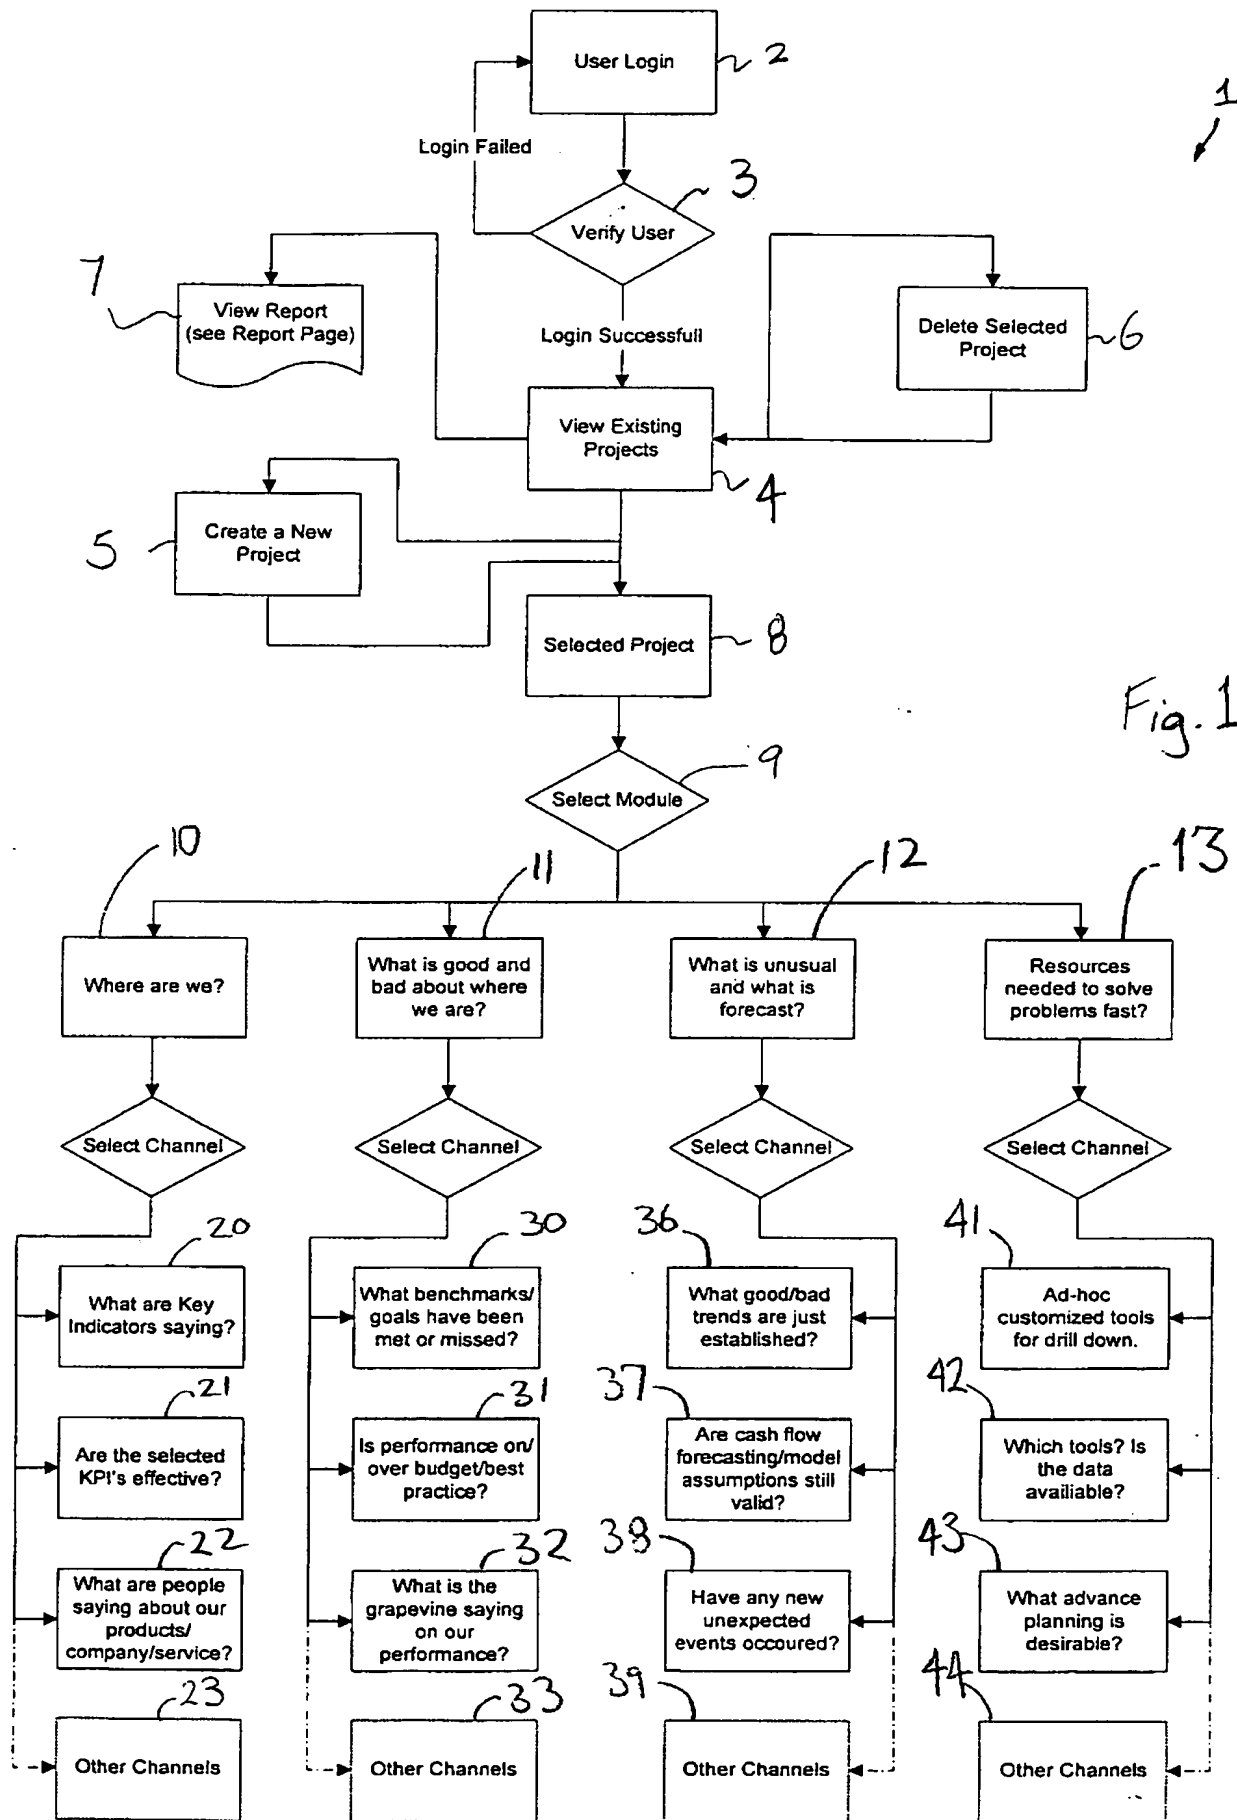 User Login
2
1
Login Failed
3
Verify User
7
View Report
(see Report Page)
Login Successfull
Delete Selected
Project
6
View Existing
Projects
4
5
Create a New
Project
Selected Project
8
Fig. 1
9
Select Module
10
11
12
13
Where are we?
What is good and
bad about where
we are?
What is unusual
and what is
forecast?
Resources
needed to solve
problems fast?
Select Channel
Select Channel
Select Channel
Select Channel
20
30
36
41
What are Key
Indicators saying?
What benchmarks/
goals have been
met or missed?
What good/bad
trends are just
established?
Ad-hoc
customized tools
for drill down.
21
31
37
42
Are the selected
KPI's effective?
Is performance on/
over budget/best
practice?
Are cash flow
forecasting/model
assumptions still
valid?
Which tools? Is
the data
availiable?
22
32
38
43
What are people
saying about our
products/
company/service?
What is the
grapevine saying
on our
performance?
Have any new
unexpected
events occoured?
What advance
planning is
desirable?
23
33
39
44
Other Channels
Other Channels
Other Channels
Other Channels